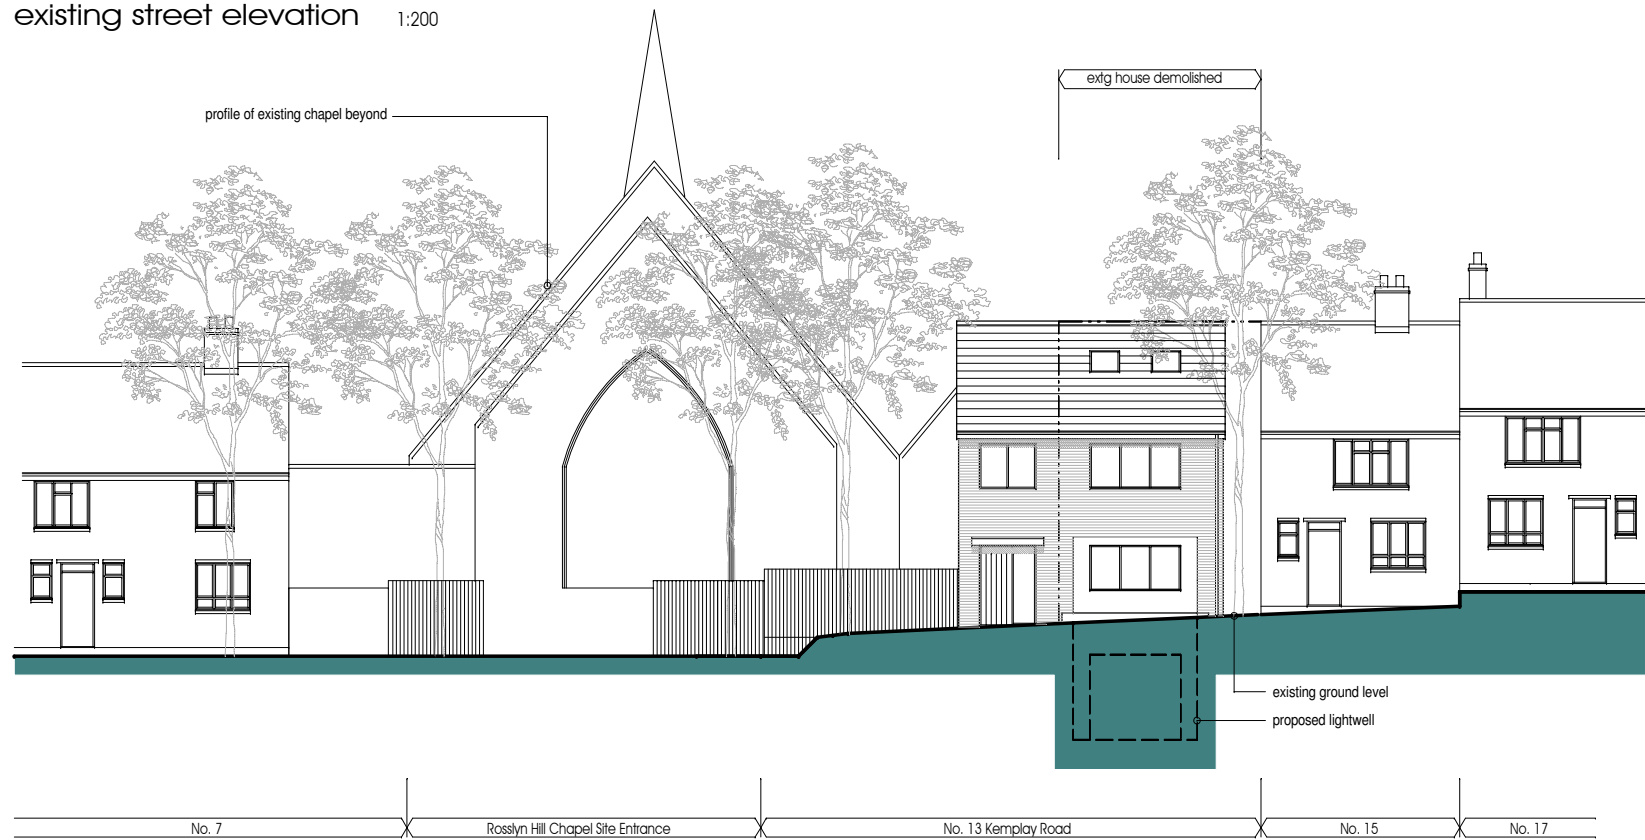 existing street elevation 1:200
extg house demolished
profile of existing chapel beyond
existing ground level
proposed lightwell
No. 7
Rosslyn Hill Chapel Site Entrance
No. 13 Kemplay Road
No. 15
No. 17